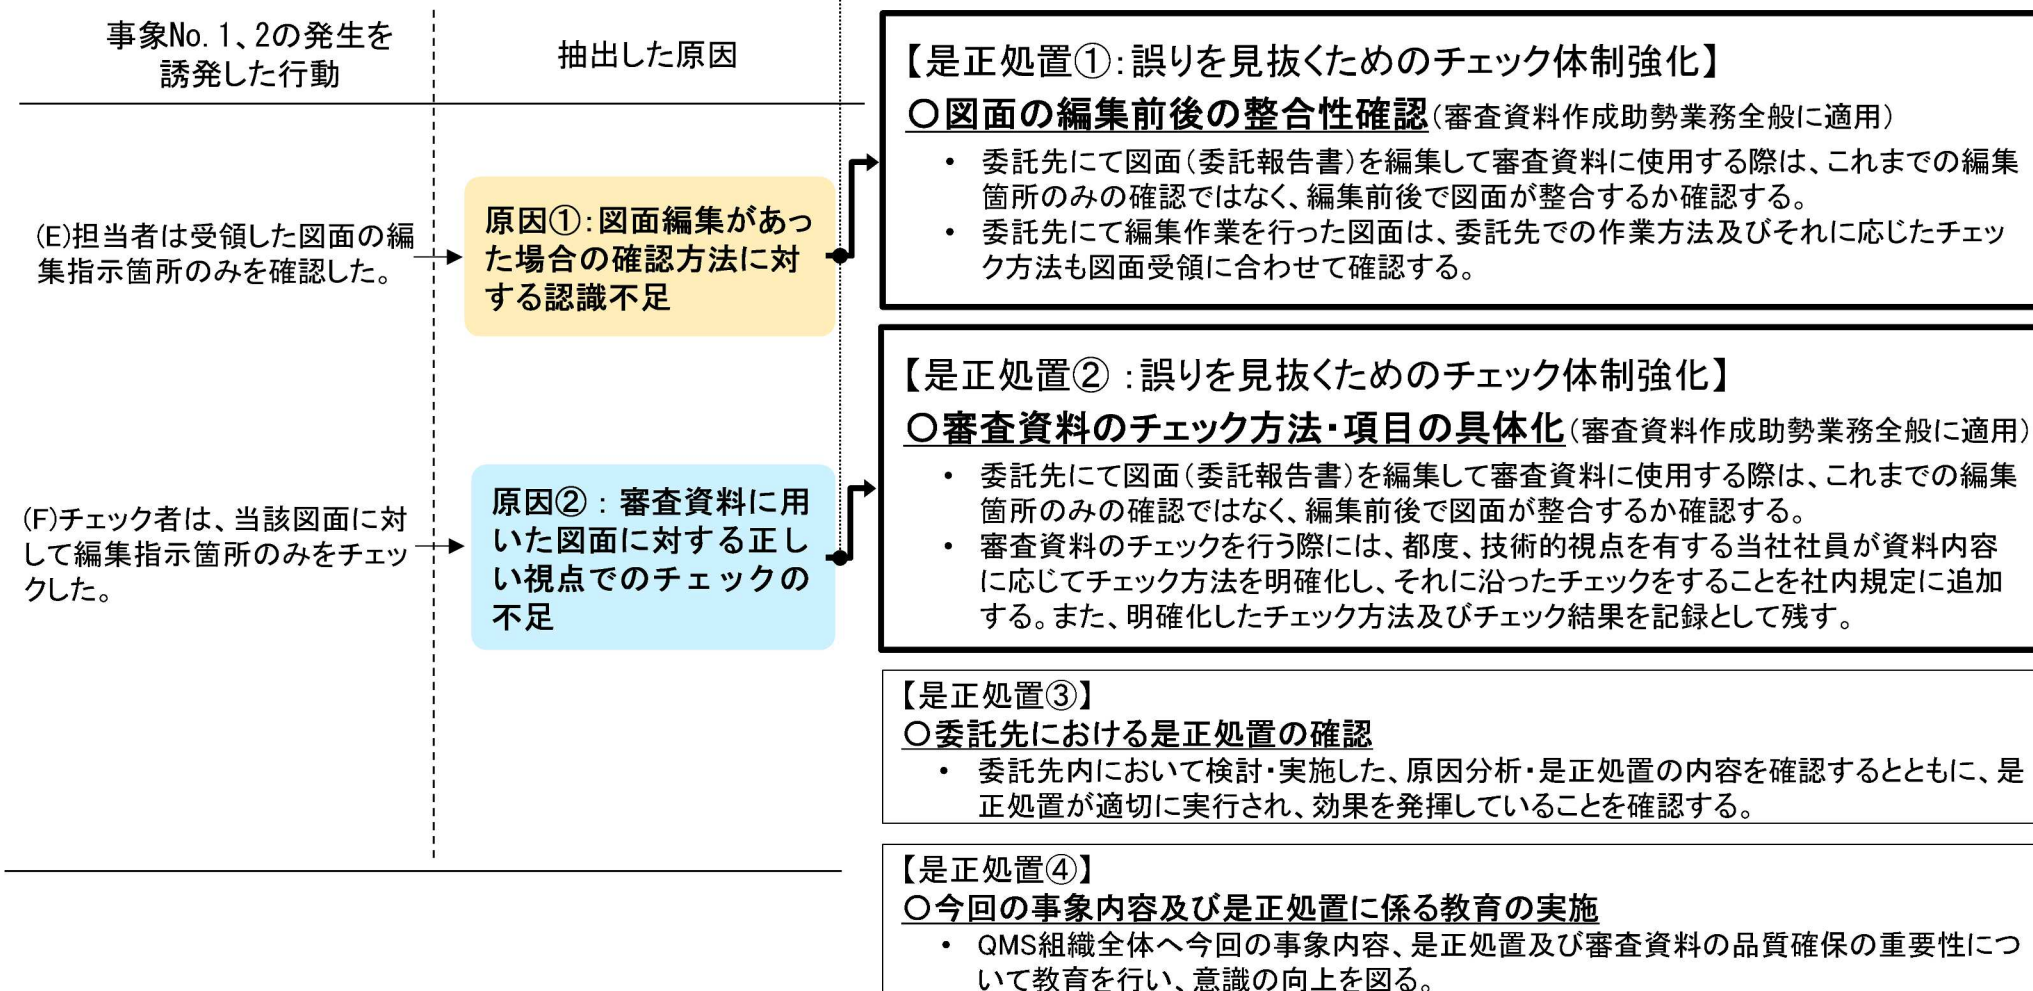 事象No.1、2の発生を
誘発した行動
抽出した原因
(E)担当者は受領した図面の編
集指示箇所のみを確認した。
原因①:図面編集があっ
た場合の確認方法に対
する認識不足
(F)チェック者は、当該図面に対
して編集指示箇所のみをチェッ
クした。
原因②:審査資料に用
いた図面に対する正し
い視点でのチェックの
不足
【是正処置①:誤りを見抜くためのチェック体制強化】
〇図面の編集前後の整合性確認(審査資料作成助勢業務全般に適用)
・ 委託先にて図面(委託報告書)を編集して審査資料に使用する際は、これまでの編集
箇所のみの確認ではなく、編集前後で図面が整合するか確認する。
・ 委託先にて編集作業を行った図面は、委託先での作業方法及びそれに応じたチェッ
ク方法も図面受領に合わせて確認する。
【是正処置②:誤りを見抜くためのチェック体制強化】
〇審査資料のチェック方法・項目の具体化(審査資料作成助勢業務全般に適用)
・ 委託先にて図面(委託報告書)を編集して審査資料に使用する際は、これまでの編集
箇所のみの確認ではなく、編集前後で図面が整合するか確認する。
・ 審査資料のチェックを行う際には、都度、技術的視点を有する当社社員が資料内容
に応じてチェック方法を明確化し、それに沿ったチェックをすることを社内規定に追加
する。また、明確化したチェック方法及びチェック結果を記録として残す。
【是正処置③】
〇委託先における是正処置の確認
・ 委託先内において検討・実施した、原因分析・是正処置の内容を確認するとともに、是
正処置が適切に実行され、効果を発揮していることを確認する。
【是正処置④】
〇今回の事象内容及び是正処置に係る教育の実施
・ QMS組織全体へ今回の事象内容、是正処置及び審査資料の品質確保の重要性につ
いて教育を行い、意識の向上を図る。